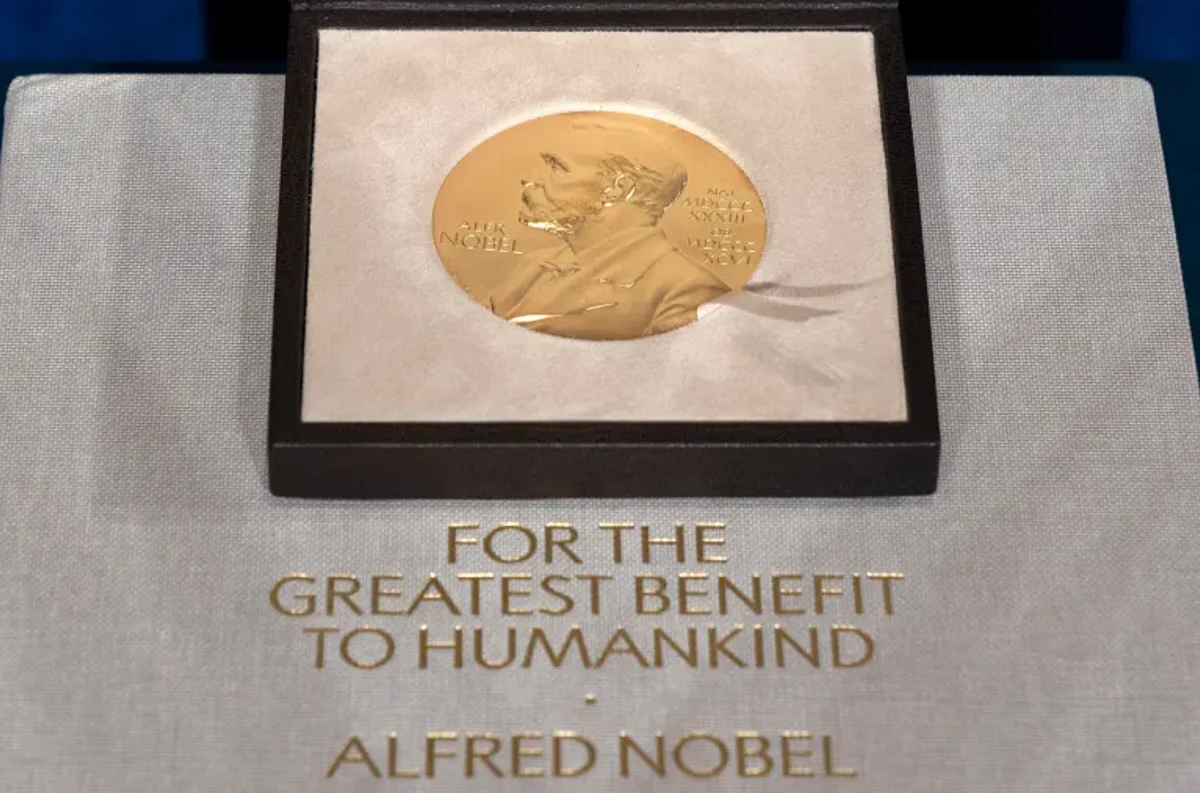 ALFR·
NOBEL
NAT·
MDCCC
XXXIII
OB·
MDCCC
XCVI
FOR THE
GREATEST BENEFIT
TO HUMANKIND
·
ALFRED NOBEL